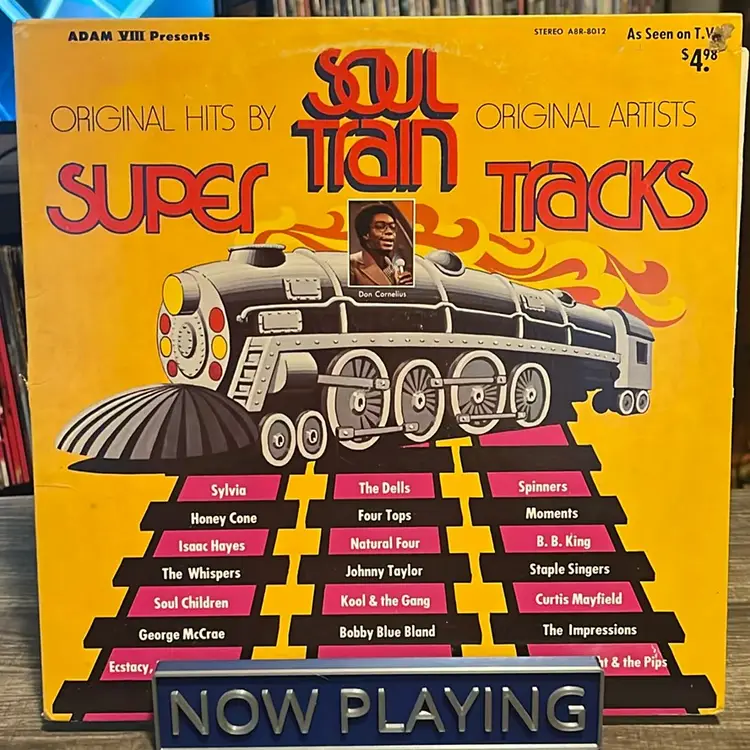 ADAM VIII Presents
STEREO A8R-8012
As Seen on T.V.
$4.98
ORIGINAL HITS BY
SOUL TRAIN
ORIGINAL ARTISTS
SUPER TRACKS
Don Cornelius
Sylvia
The Dells
Spinners
Honey Cone
Four Tops
Moments
Isaac Hayes
Natural Four
B. B. King
The Whispers
Johnny Taylor
Staple Singers
Soul Children
Kool & the Gang
Curtis Mayfield
George McCrae
Bobby Blue Bland
The Impressions
Ecstasy,
& the Pips
NOW PLAYING